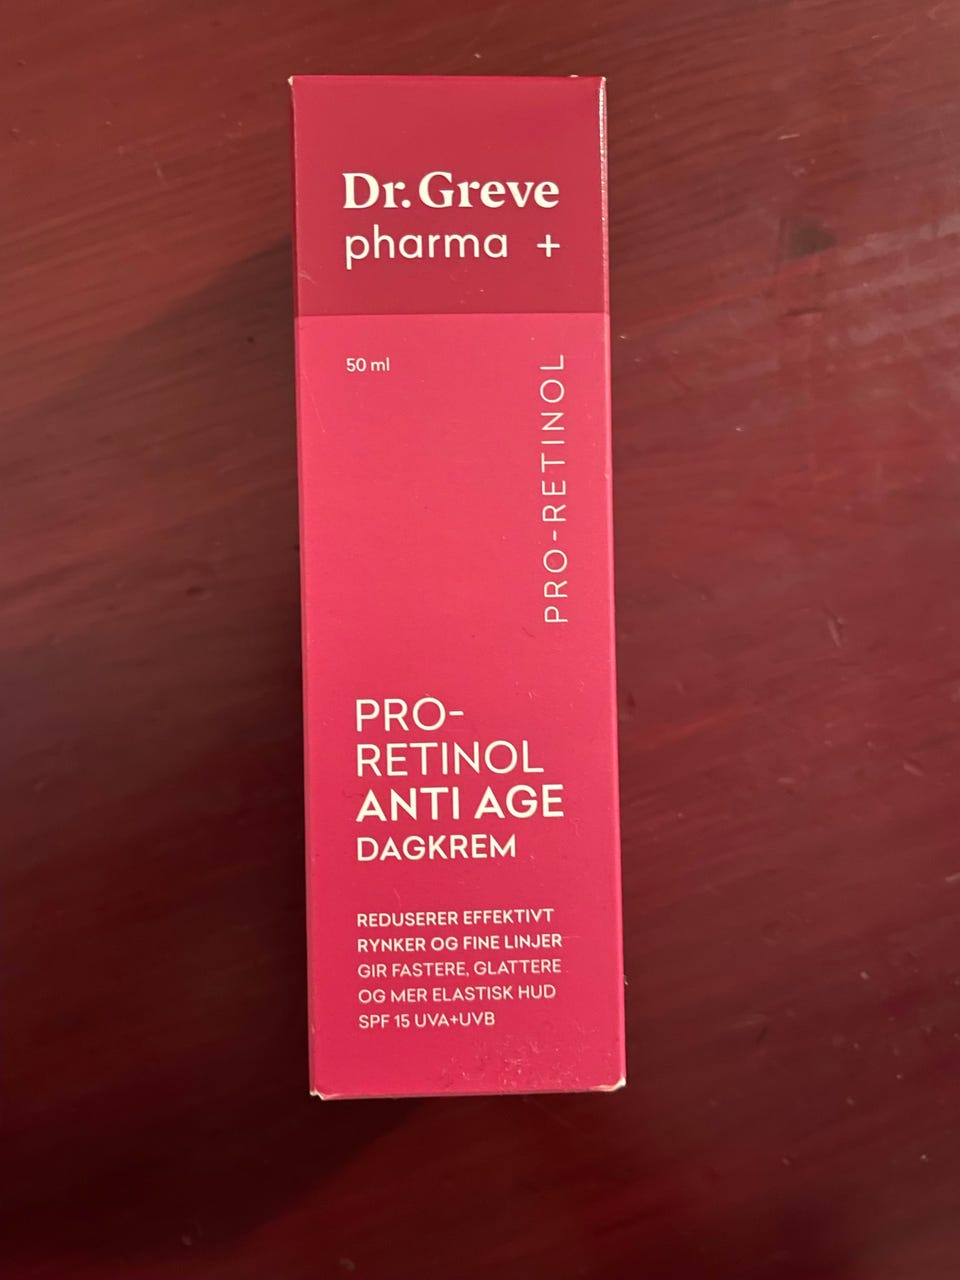 Dr. Greve
pharma +
50 ml
PRO-RETINOL
PRO-
RETINOL
ANTI AGE
DAGKREM
REDUSERER EFFEKTIVT
RYNKER OG FINE LINJER
GIR FASTERE, GLATTERE
OG MER ELASTISK HUD
SPF 15 UVA+UVB